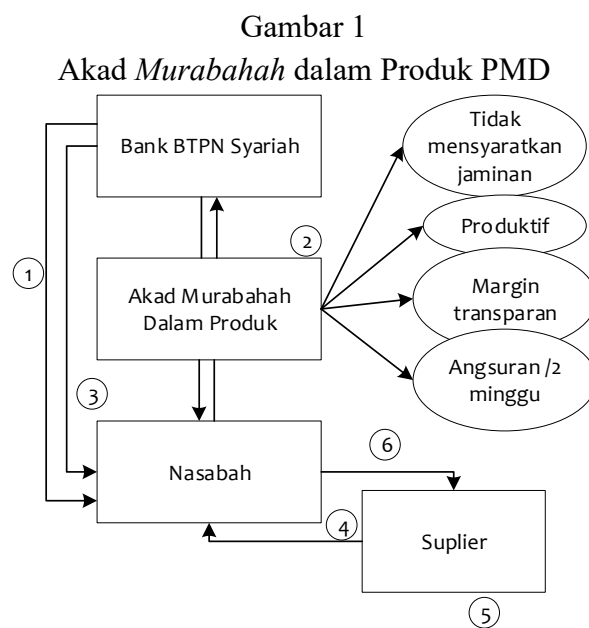 Gambar 1
Akad Murabahah dalam Produk PMD
Bank BTPN Syariah
Tidak
mensyaratkan
jaminan
2
Produktif
1
Akad Murabahah
Dalam Produk
Margin
transparan
Angsuran /2
minggu
3
6
Nasabah
4
Suplier
5